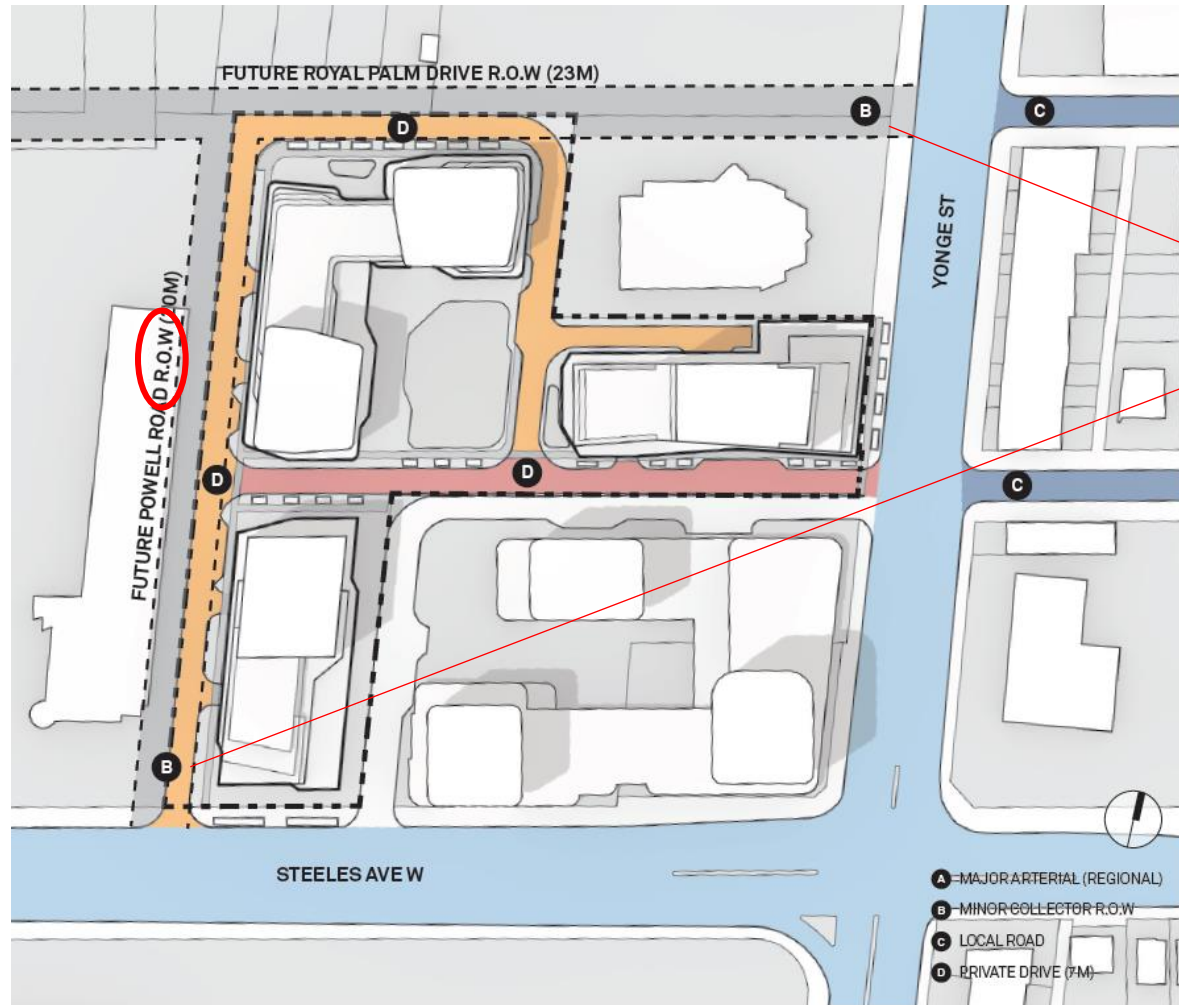 FUTURE ROYAL PALM DRIVE R.O.W (23M)
B
C
D
YONGE ST
FUTURE POWELL ROAD R.O.W
D
D
C
B
STEELES AVE W
A MAJOR ARTERIAL (REGIONAL)
B MINOR COLLECTOR R.O.W
C LOCAL ROAD
D PRIVATE DRIVE (7M)